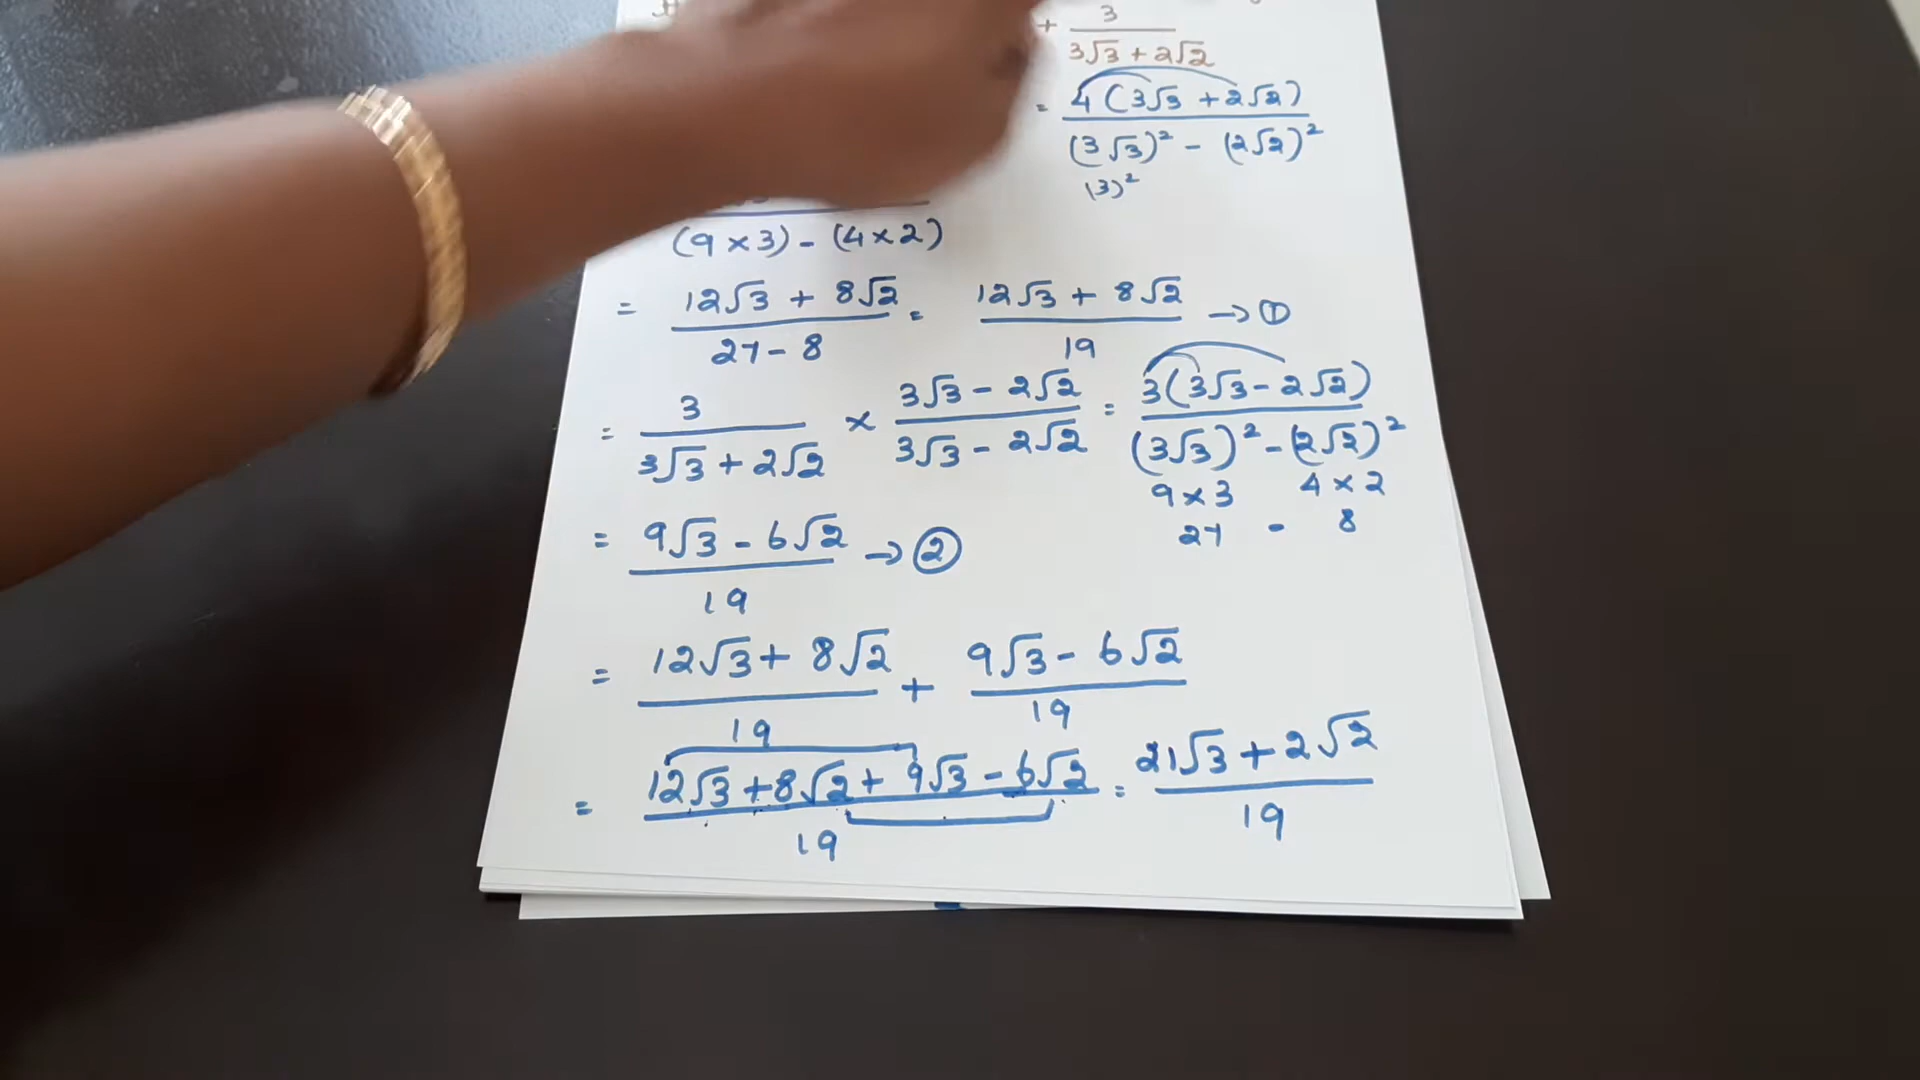 + 3/(3√3 + 2√2)
= 4(3√3 + 2√2)/((3√3)² - (2√2)²)
(3)²
(9×3) - (4×2)
= (12√3 + 8√2)/(27 - 8) = (12√3 + 8√2)/19 → ①
= 3/(3√3 + 2√2) × (3√3 - 2√2)/(3√3 - 2√2) = 3(3√3 - 2√2)/((3√3)² - (2√2)²)
9×3 4×2
27 - 8
= (9√3 - 6√2)/19 → ②
= (12√3 + 8√2)/19 + (9√3 - 6√2)/19
= (12√3 + 8√2 + 9√3 - 6√2)/19 = (21√3 + 2√2)/19